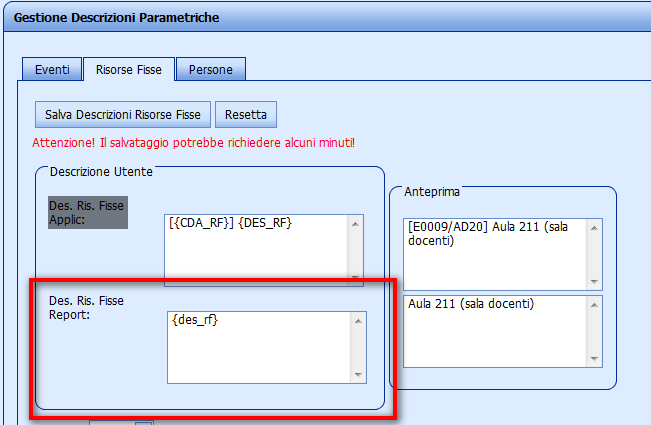 Gestione Descrizioni Parametriche
Eventi Risorse Fisse Persone
Salva Descrizioni Risorse Fisse Resetta
Attenzione! Il salvataggio potrebbe richiedere alcuni minuti!
Descrizione Utente
Des. Ris. Fisse
Applic:
[{CDA_RF}] {DES_RF}
Des. Ris. Fisse
Report:
{des_rf}
Anteprima
[E0009/AD20] Aula 211 (sala
docenti)
Aula 211 (sala docenti)